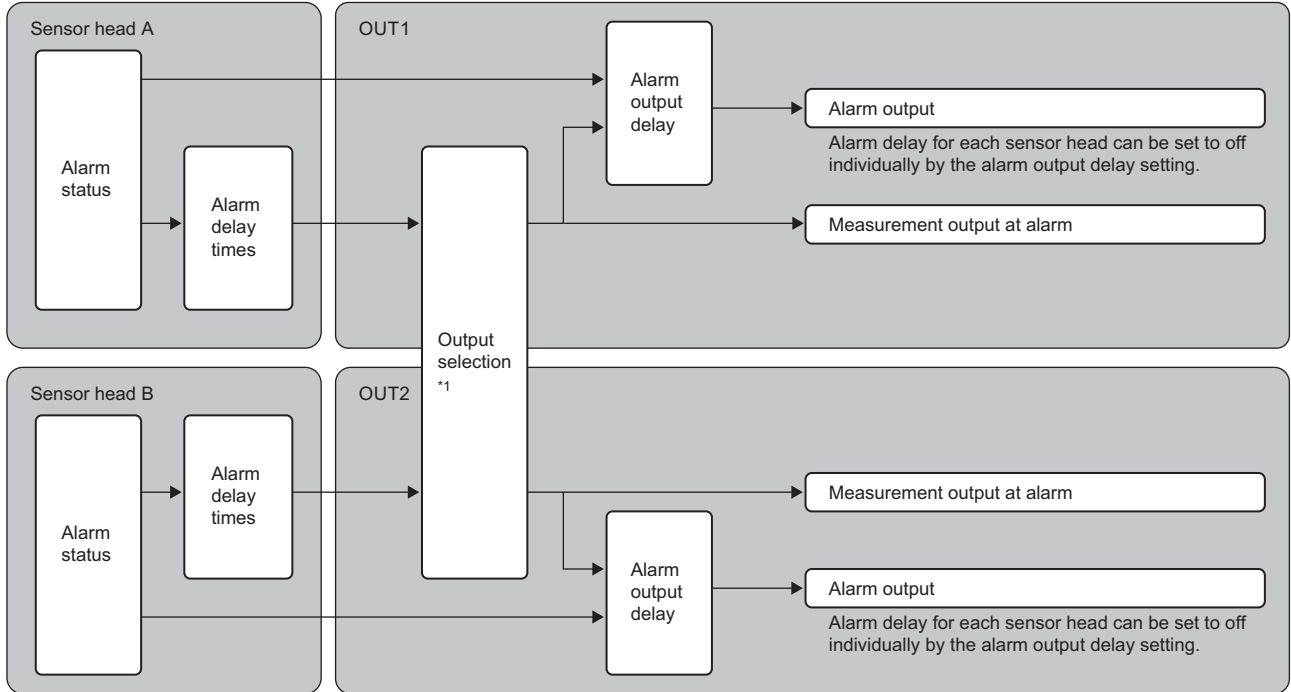 Sensor head A
OUT1
Alarm
status
Alarm
delay
times
Alarm
output
delay
Alarm output
Alarm delay for each sensor head can be set to off
individually by the alarm output delay setting.
Measurement output at alarm
Output
selection
*1
Sensor head B
OUT2
Alarm
status
Alarm
delay
times
Measurement output at alarm
Alarm
output
delay
Alarm output
Alarm delay for each sensor head can be set to off
individually by the alarm output delay setting.